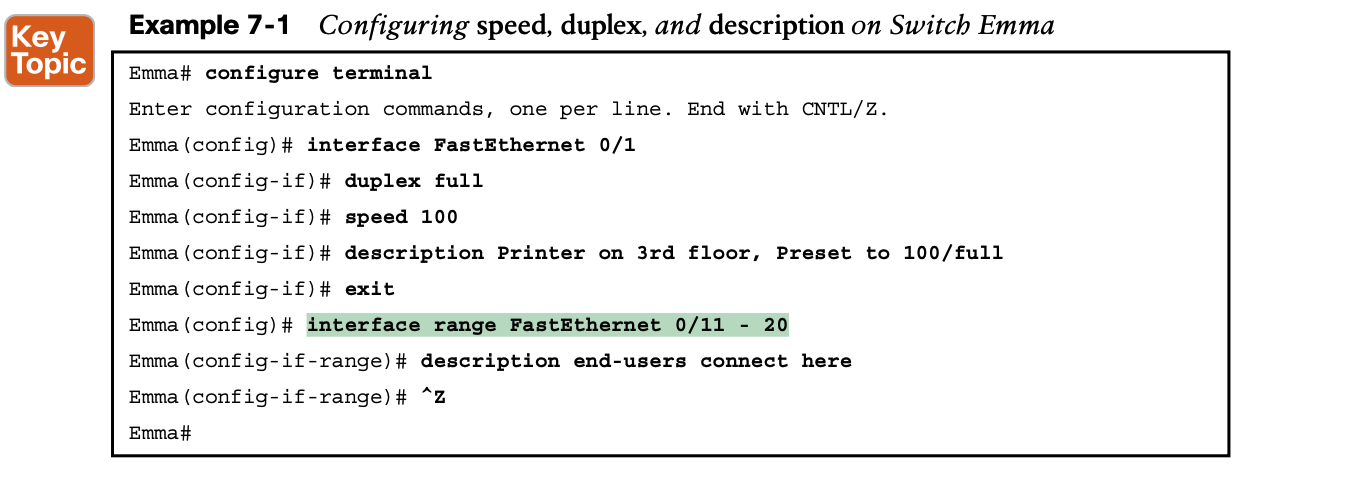 Key
Topic
Example 7-1 Configuring speed, duplex, and description on Switch Emma
Emma# configure terminal
Enter configuration commands, one per line. End with CNTL/Z.
Emma(config)# interface FastEthernet 0/1
Emma(config-if)# duplex full
Emma(config-if)# speed 100
Emma(config-if)# description Printer on 3rd floor, Preset to 100/full
Emma(config-if)# exit
Emma(config)# interface range FastEthernet 0/11 - 20
Emma(config-if-range)# description end-users connect here
Emma(config-if-range)# ^Z
Emma#